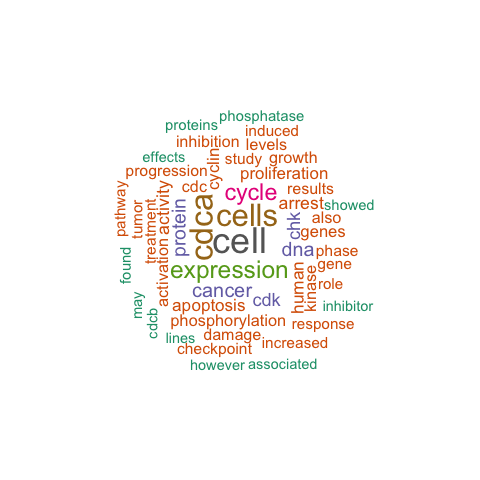 phosphatase
proteins
induced
inhibition
levels
effects
cyclin
study
growth
progression
proliferation
cdc
cycle
results
pathway
tumor
treatment
activity
activation
protein
cdca
cells
arrest
showed
chk
also
genes
cell
dna
phase
found
expression
gene
human
kinase
role
may
cancer
cdk
inhibitor
cdcb
apoptosis
phosphorylation
response
lines
damage
increased
checkpoint
however
associated